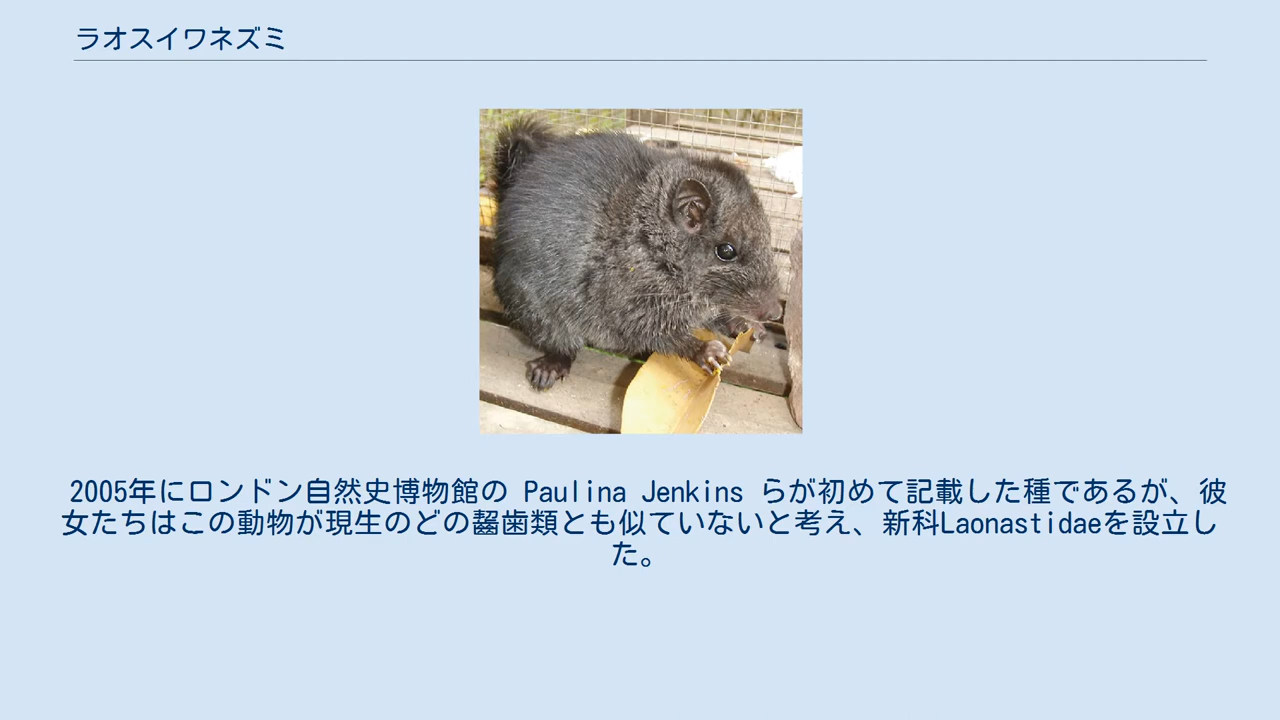 ラオスイワネズミ
2005年にロンドン自然史博物館の Paulina Jenkins らが初めて記載した種であるが、彼
女たちはこの動物が現生のどの齧歯類とも似ていないと考え、新科Laonastidaeを設立し
た。